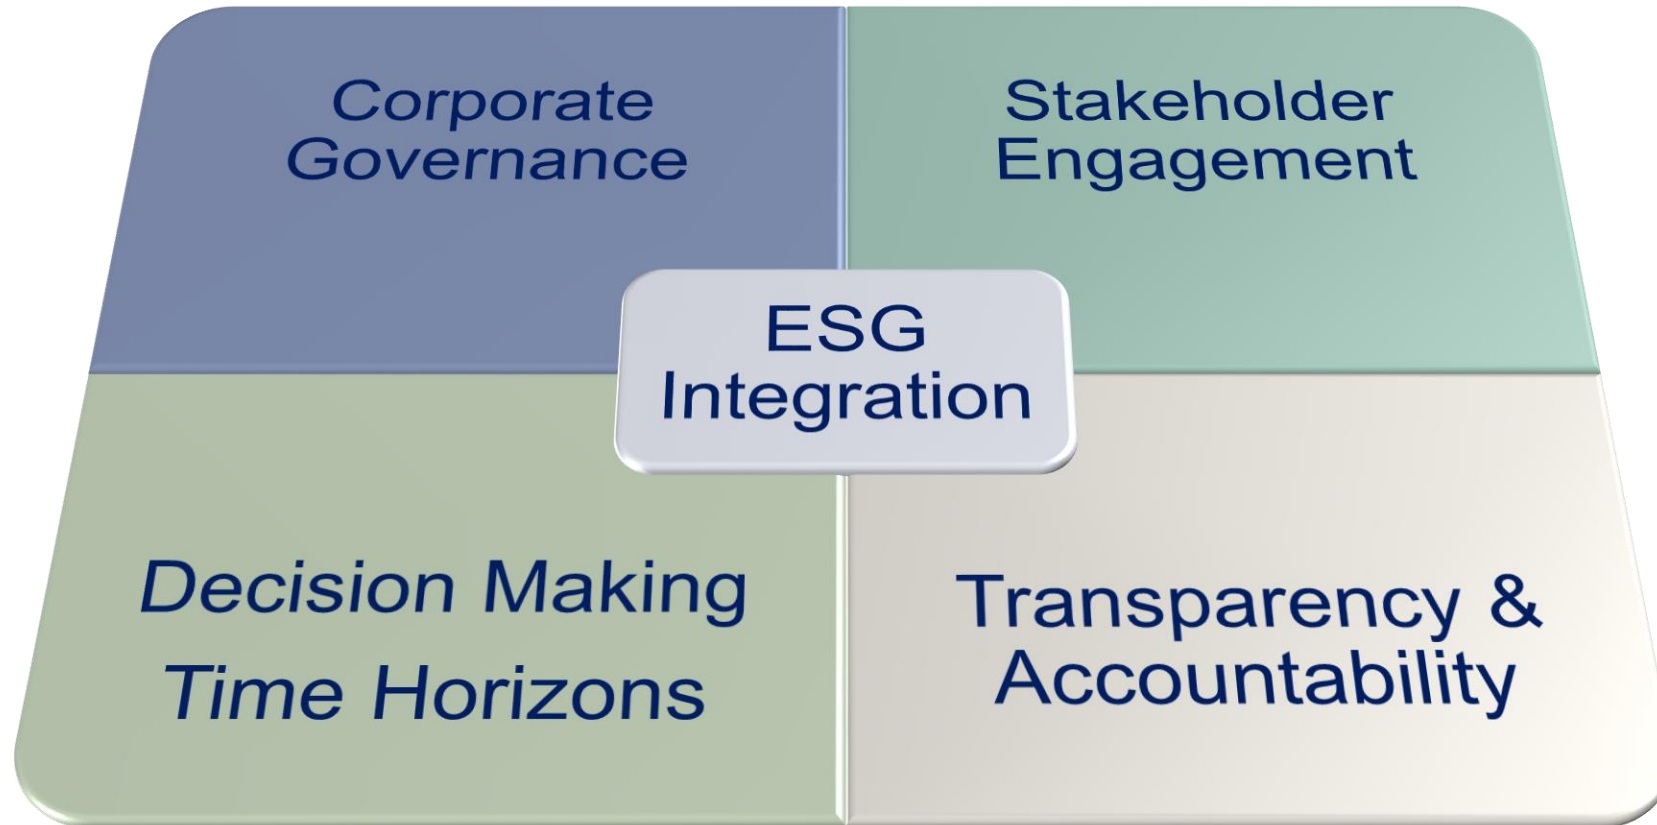 Corporate
Governance
Stakeholder
Engagement
ESG
Integration
Decision Making
Time Horizons
Transparency &
Accountability